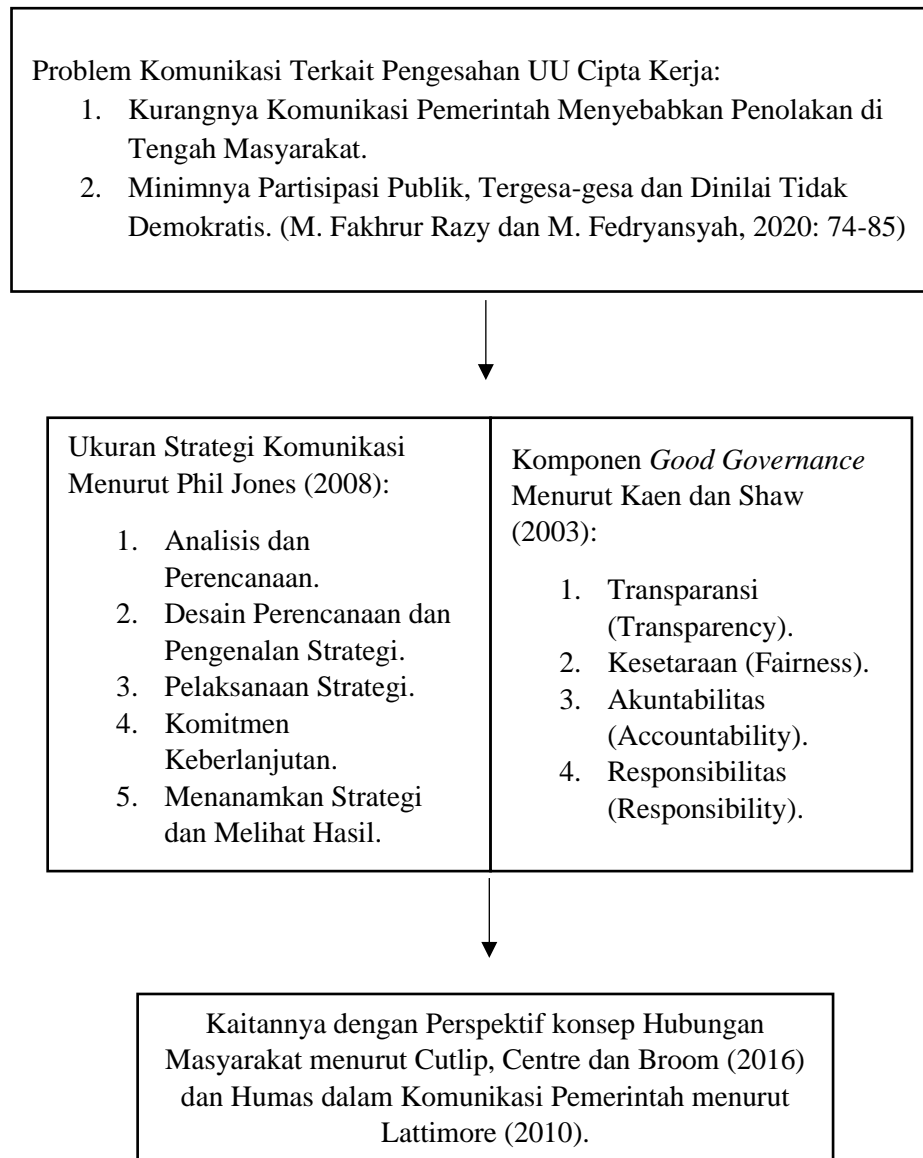 Problem Komunikasi Terkait Pengesahan UU Cipta Kerja:
1. Kurangnya Komunikasi Pemerintah Menyebabkan Penolakan di
Tengah Masyarakat.
2. Minimnya Partisipasi Publik, Tergesa-gesa dan Dinilai Tidak
Demokratis. (M. Fakhrur Razy dan M. Fedryansyah, 2020: 74-85)
Ukuran Strategi Komunikasi
Menurut Phil Jones (2008):
1. Analisis dan
Perencanaan.
2. Desain Perencanaan dan
Pengenalan Strategi.
3. Pelaksanaan Strategi.
4. Komitmen
Keberlanjutan.
5. Menanamkan Strategi
dan Melihat Hasil.
Komponen Good Governance
Menurut Kaen dan Shaw
(2003):
1. Transparansi
(Transparency).
2. Kesetaraan (Fairness).
3. Akuntabilitas
(Accountability).
4. Responsibilitas
(Responsibility).
Kaitannya dengan Perspektif konsep Hubungan
Masyarakat menurut Cutlip, Centre dan Broom (2016)
dan Humas dalam Komunikasi Pemerintah menurut
Lattimore (2010).